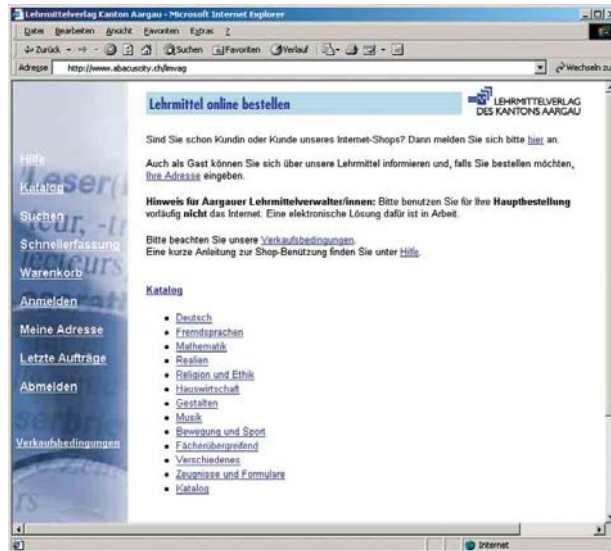 Lehrmittelverlag Kanton Aargau - Microsoft Internet Explorer
Datei Bearbeiten Ansicht Favoriten Extras ?
Zurück Suchen Favoriten Verlauf
Adresse http://www.abacuscity.ch/lmvag Wechseln zu
Lehrmittel online bestellen
LEHRMITTELVERLAG
DES KANTONS AARGAU
Sind Sie schon Kundin oder Kunde unseres Internet-Shops? Dann melden Sie sich bitte hier an.
Auch als Gast können Sie sich über unsere Lehrmittel informieren und, falls Sie bestellen möchten,
Ihre Adresse eingeben.
Hinweis für Aargauer Lehrmittelverwalter/innen: Bitte benutzen Sie für Ihre Hauptbestellung
vorläufig nicht das Internet. Eine elektronische Lösung dafür ist in Arbeit.
Bitte beachten Sie unsere Verkaufsbedingungen.
Eine kurze Anleitung zur Shop-Benützung finden Sie unter Hilfe.
Katalog
Deutsch
Fremdsprachen
Mathematik
Realien
Religion und Ethik
Hauswirtschaft
Gestalten
Musik
Bewegung und Sport
Fächerübergreifend
Verschiedenes
Zeugnisse und Formulare
Katalog
Hilfe
Katalog
Suchen
Schnellerfassung
Warenkorb
Anmelden
Meine Adresse
Letzte Aufträge
Abmelden
Verkaufsbedingungen
Internet